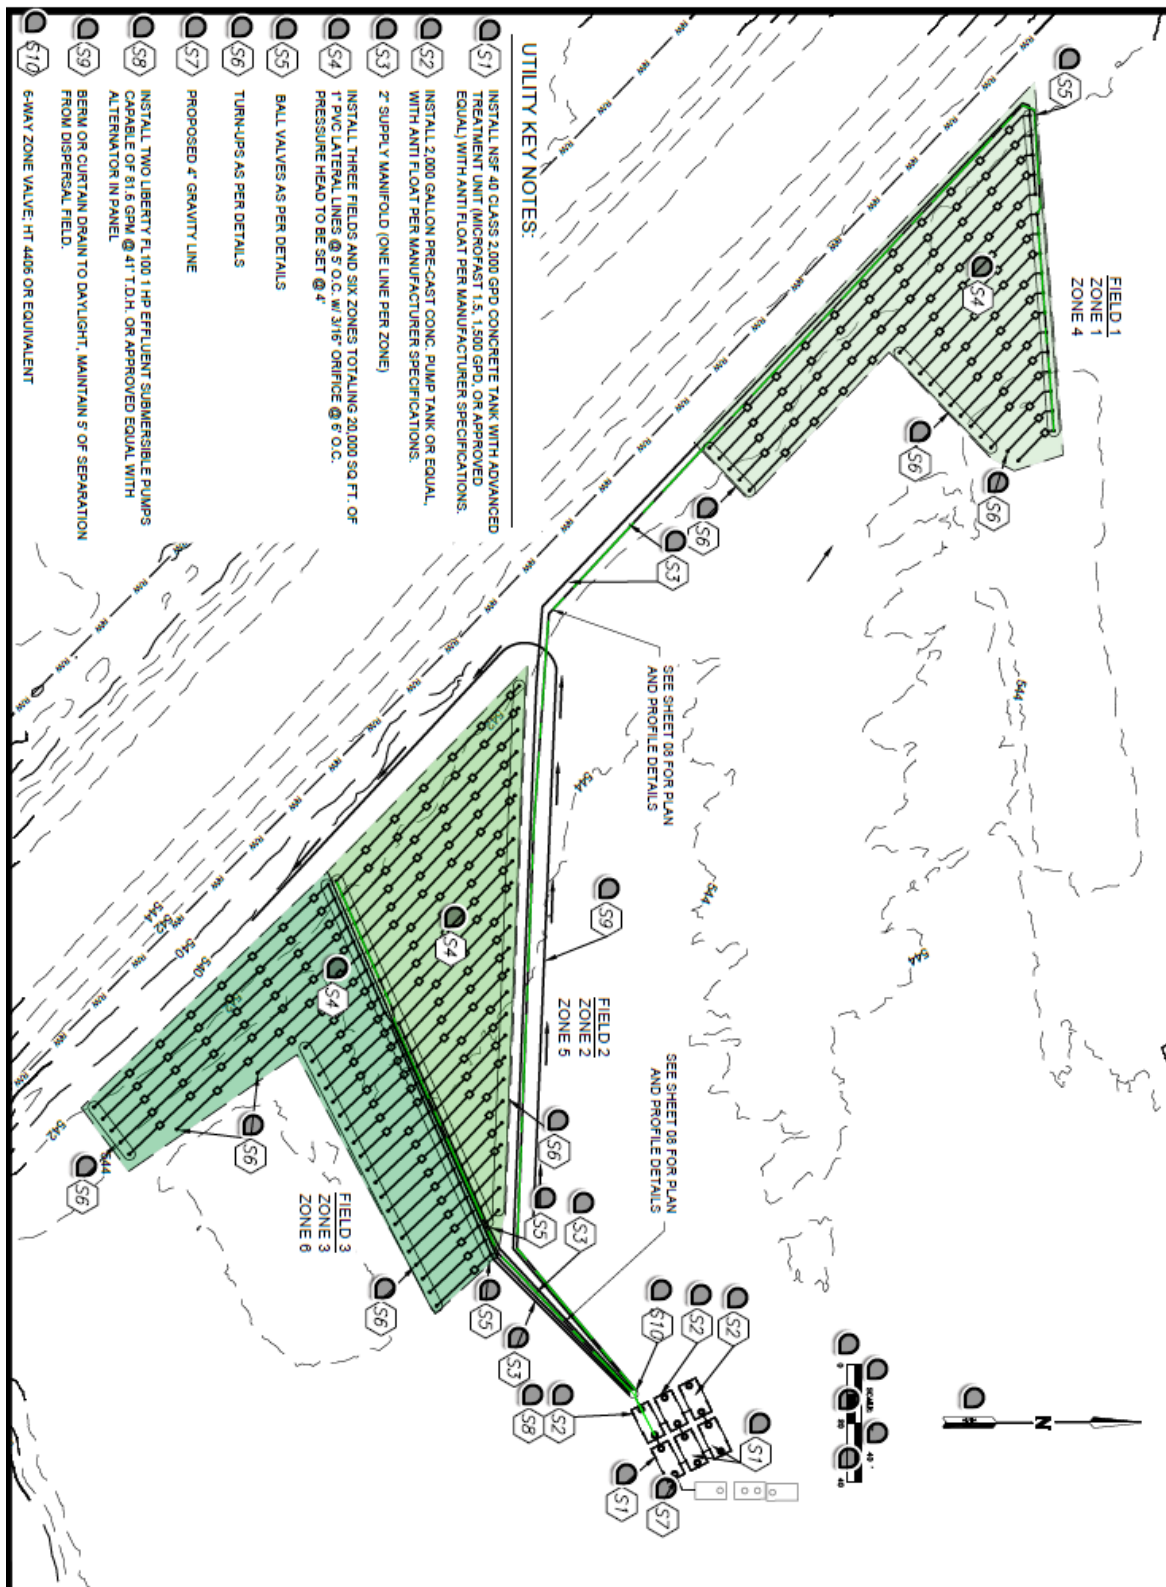 UTILITY KEY NOTES:
S1 INSTALL NSF 40 CLASS 2,000 GPD CONCRETE TANK WITH ADVANCED
TREATMENT UNIT (MICROFAST 1.5, 1,500 GPD, OR APPROVED
EQUAL) WITH ANTI FLOAT PER MANUFACTURER SPECIFICATIONS.
S2 INSTALL 2,000 GALLON PRE-CAST CONC. PUMP TANK OR EQUAL,
WITH ANTI FLOAT PER MANUFACTURER SPECIFICATIONS.
S3 2" SUPPLY MANIFOLD (ONE LINE PER ZONE)
S4 INSTALL THREE FIELDS AND SIX ZONES TOTALING 20,000 SQ FT. OF
1" PVC LATERAL LINES @ 5' O.C. W/ 3/16" ORIFICE @ 6' O.C.
PRESSURE HEAD TO BE SET @ 4'
S5 BALL VALVES AS PER DETAILS
S6 TURN-UPS AS PER DETAILS
S7 PROPOSED 4" GRAVITY LINE
S8 INSTALL TWO LIBERTY FL100 1 HP EFFLUENT SUBMERSIBLE PUMPS
CAPABLE OF 81.6 GPM @ 41' T.D.H. OR APPROVED EQUAL WITH
ALTERNATOR IN PANEL
S9 BERM OR CURTAIN DRAIN TO DAYLIGHT, MAINTAIN 5' OF SEPARATION
FROM DISPERSAL FIELD.
S10 6-WAY ZONE VALVE; HT 4406 OR EQUIVALENT
FIELD 1
ZONE 1
ZONE 4
S5
S4
S6
S6
S6
S3
SEE SHEET 08 FOR PLAN
AND PROFILE DETAILS
544
544
544
544
S9
FIELD 2
ZONE 2
ZONE 5
S4
S4
SEE SHEET 08 FOR PLAN
AND PROFILE DETAILS
S6
S5
S3
FIELD 3
ZONE 3
ZONE 6
S6
S6
S6
S5
S3
S10
S2
S2
S2
S8
S1
S1
S7
544
542
540
540
542
544
542
R/W
N
SCALE:
0
20
40